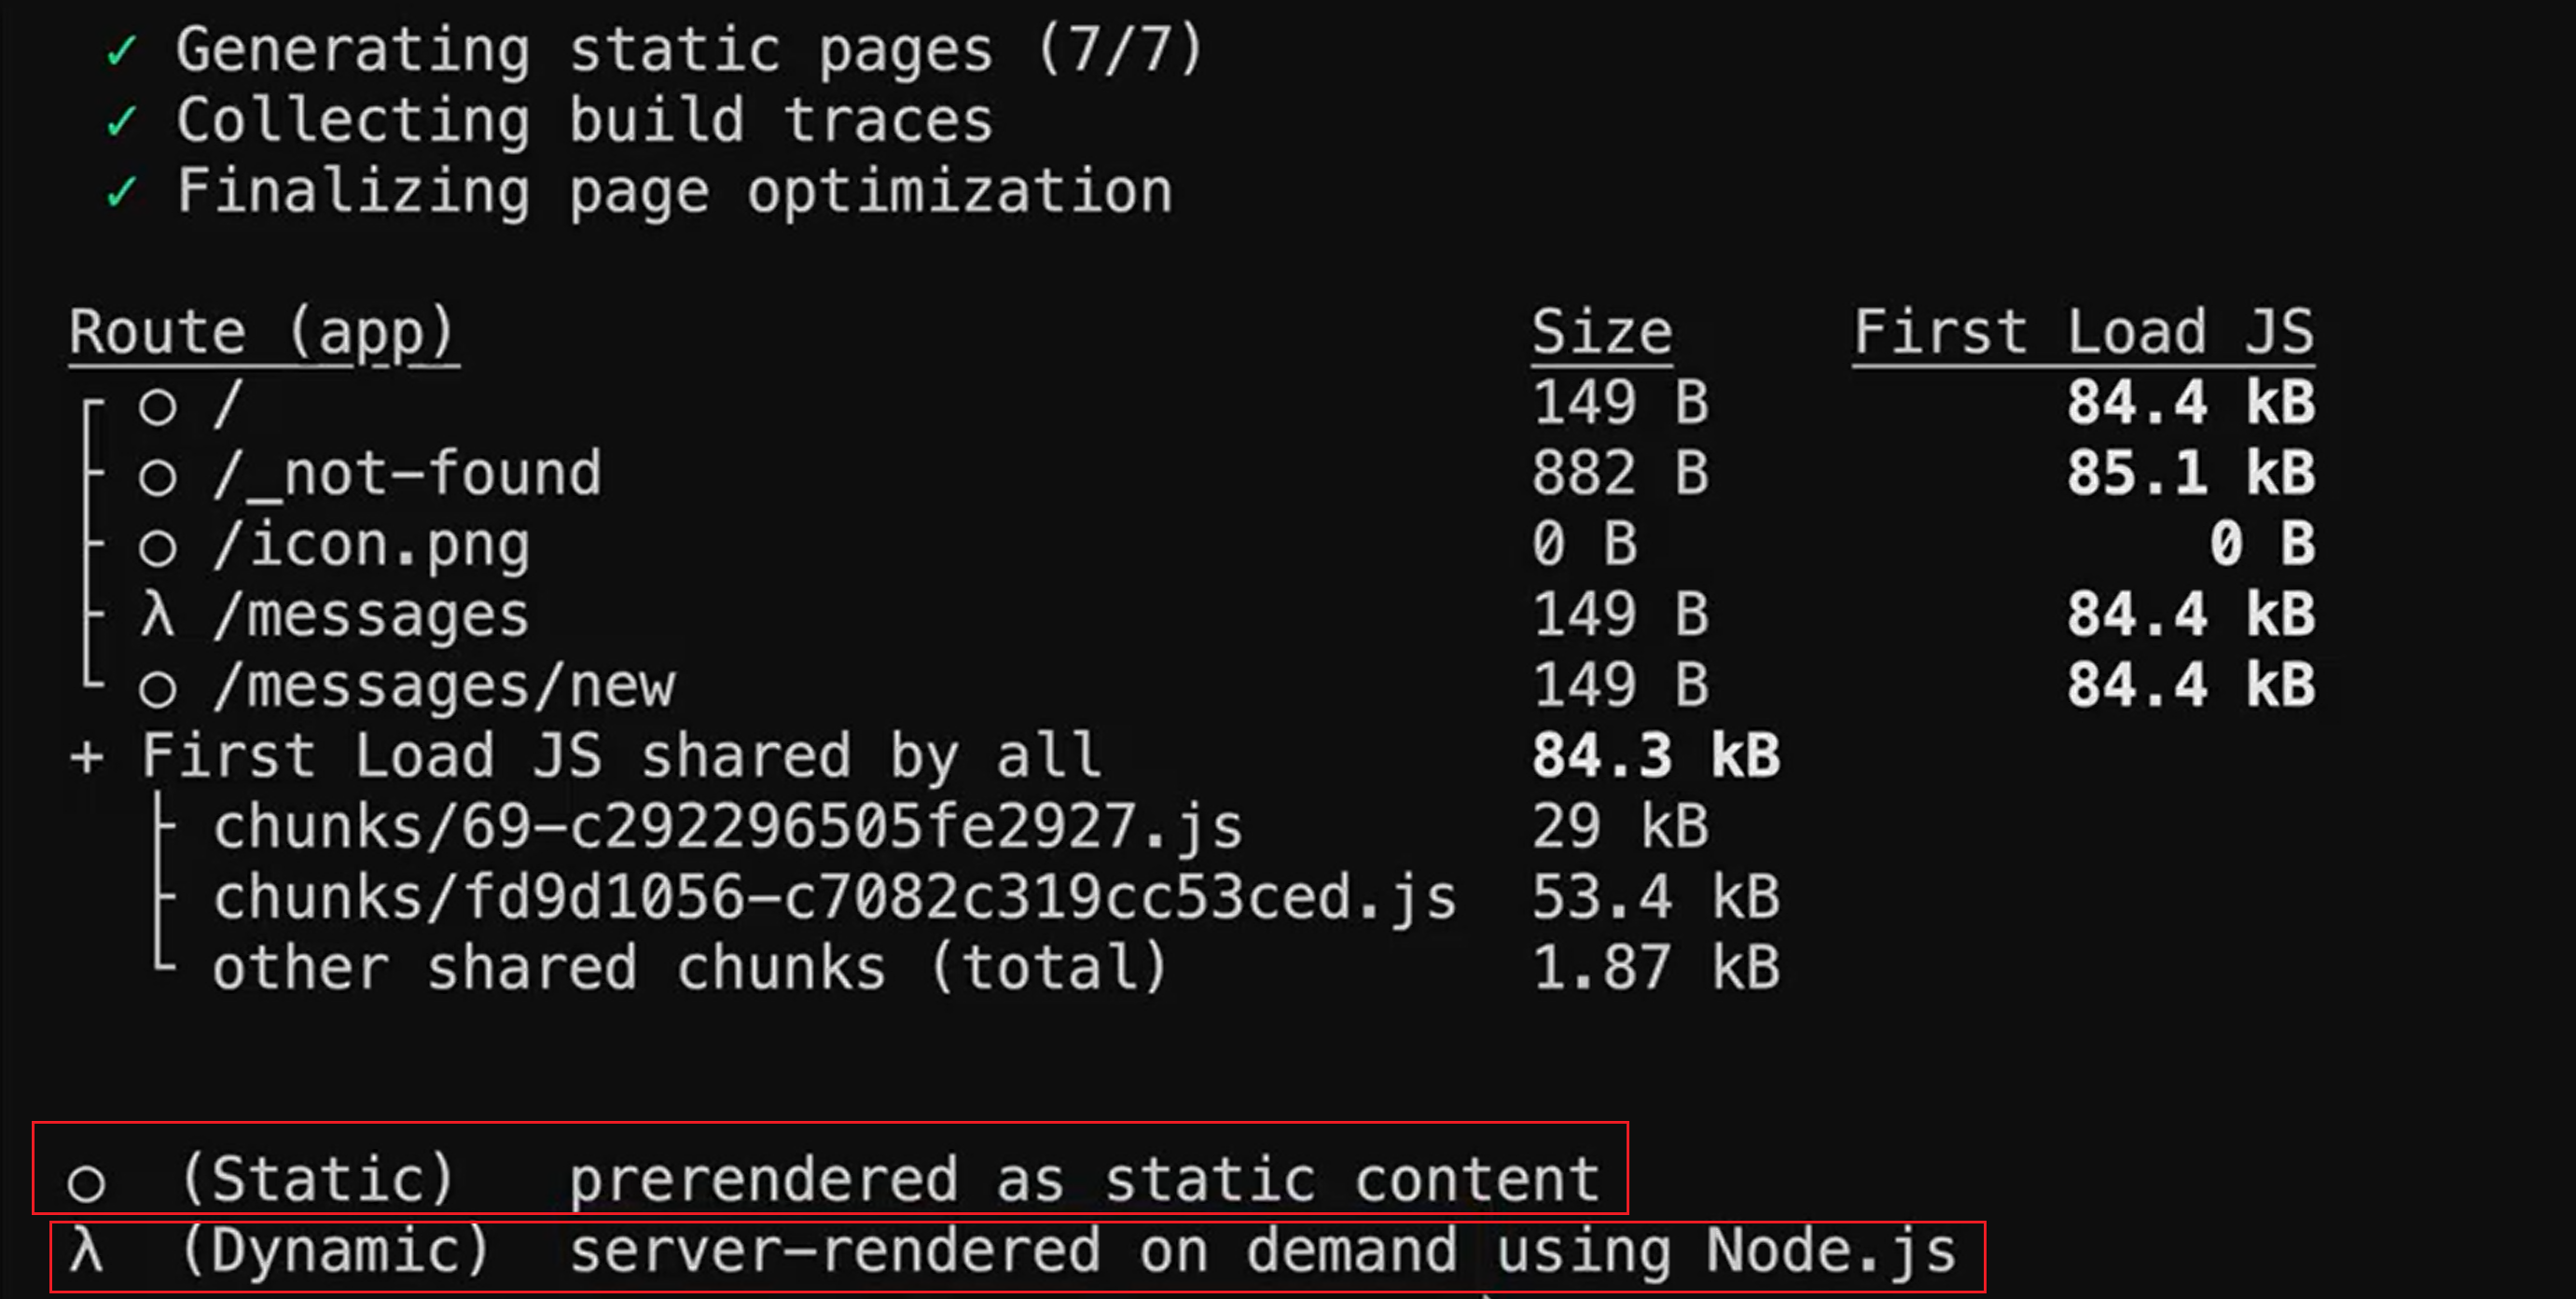 ✓ Generating static pages (7/7)
✓ Collecting build traces
✓ Finalizing page optimization
Route (app) Size First Load JS
┌ ○ / 149 B 84.4 kB
├ ○ /_not-found 882 B 85.1 kB
├ ○ /icon.png 0 B 0 B
├ λ /messages 149 B 84.4 kB
└ ○ /messages/new 149 B 84.4 kB
+ First Load JS shared by all 84.3 kB
├ chunks/69-c292296505fe2927.js 29 kB
├ chunks/fd9d1056-c7082c319cc53ced.js 53.4 kB
└ other shared chunks (total) 1.87 kB
○ (Static) prerendered as static content
λ (Dynamic) server-rendered on demand using Node.js